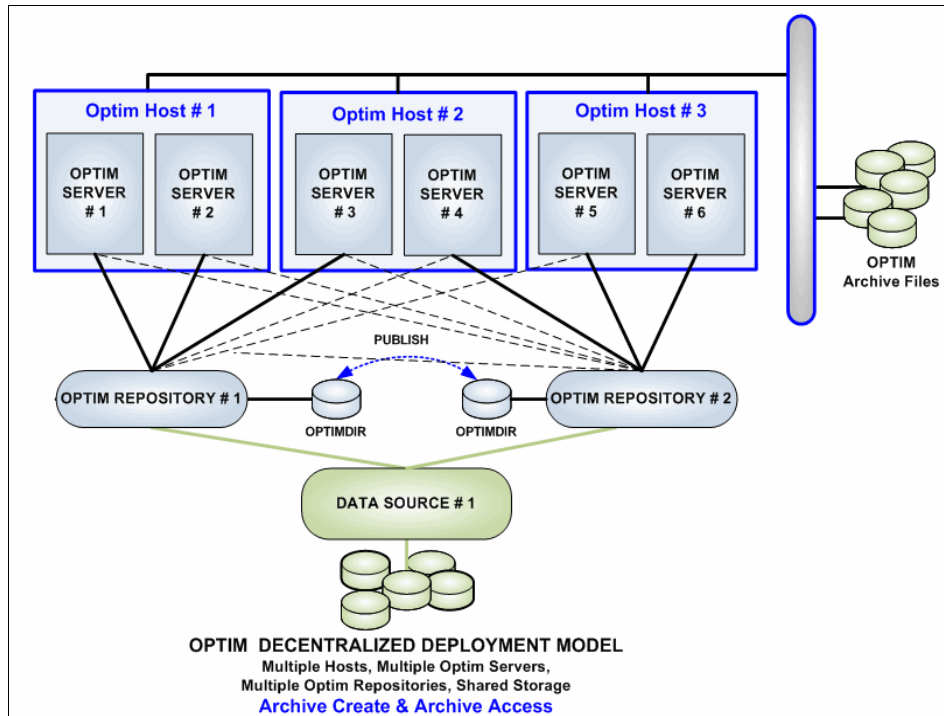 Optim Host # 1
Optim Host # 2
Optim Host # 3
OPTIM
SERVER
# 1
OPTIM
SERVER
# 2
OPTIM
SERVER
# 3
OPTIM
SERVER
# 4
OPTIM
SERVER
# 5
OPTIM
SERVER
# 6
OPTIM
Archive Files
PUBLISH
OPTIM REPOSITORY # 1
OPTIMDIR
OPTIMDIR
OPTIM REPOSITORY # 2
DATA SOURCE # 1
OPTIM DECENTRALIZED DEPLOYMENT MODEL
Multiple Hosts, Multiple Optim Servers,
Multiple Optim Repositories, Shared Storage
Archive Create & Archive Access